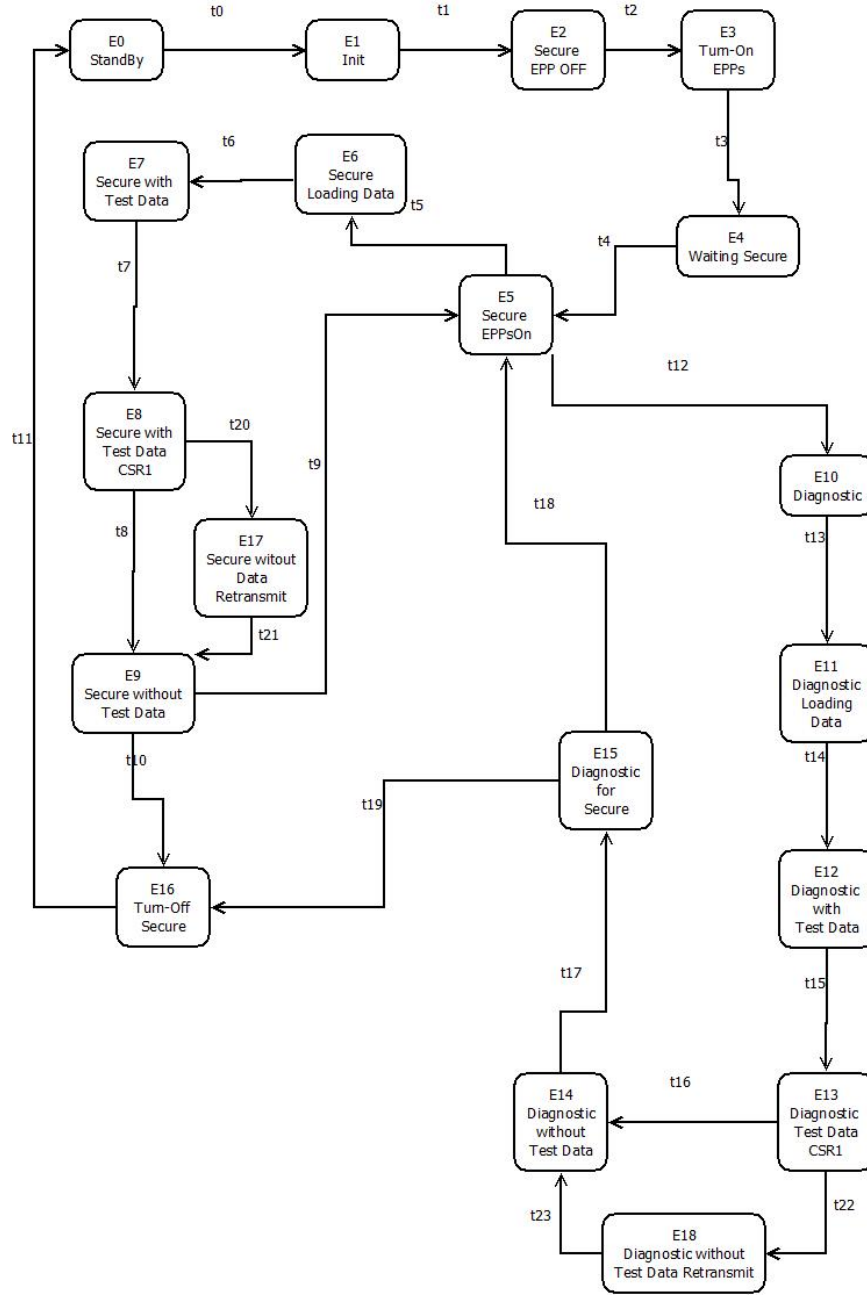 t0
t1
t2
E0
StandBy
E1
Init
E2
Secure
EPP OFF
E3
Turn-On
EPPs
t6
t3
E7
Secure with
Test Data
E6
Secure
Loading Data
t5
t4
E4
Waiting Secure
t7
E5
Secure
EPPsOn
t12
E8
Secure with
Test Data
CSR1
t20
t11
t9
E10
Diagnostic
t8
t18
t13
E17
Secure witout
Data
Retransmit
t21
E9
Secure without
Test Data
E11
Diagnostic
Loading
Data
t10
E15
Diagnostic
for
Secure
t14
t19
E16
Turn-Off
Secure
E12
Diagnostic
with
Test Data
t17
t15
t16
E14
Diagnostic
without
Test Data
E13
Diagnostic
Test Data
CSR1
t23
t22
E18
Diagnostic without
Test Data Retransmit